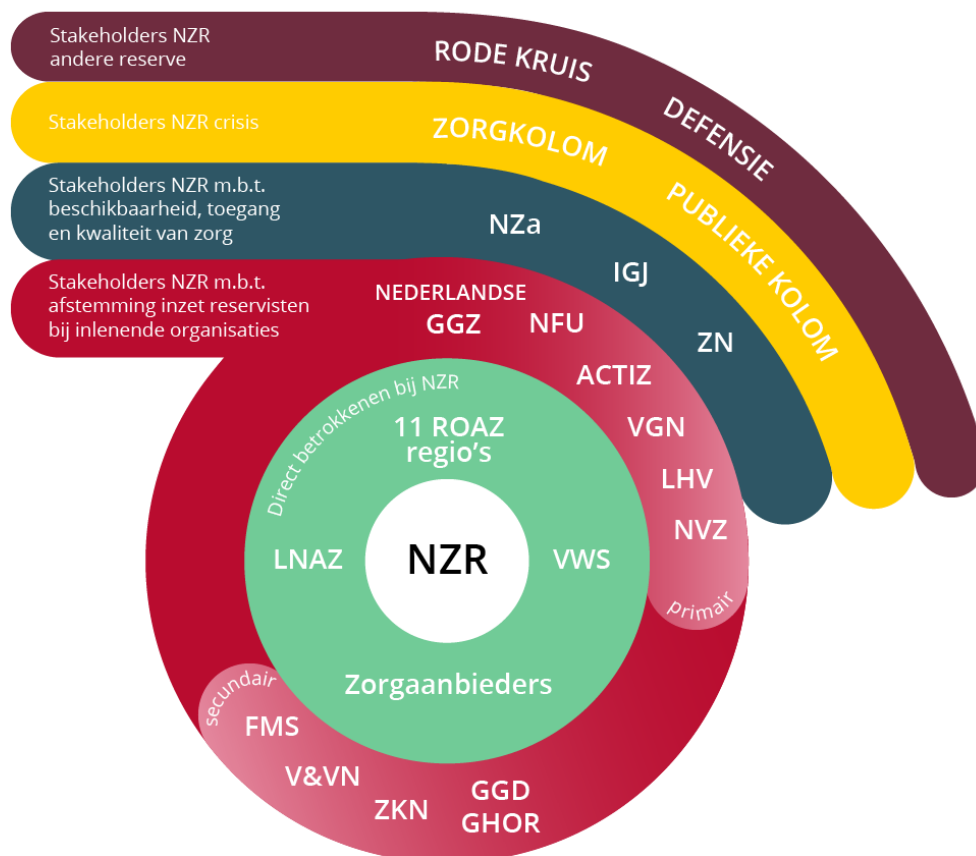 Stakeholders NZR
andere reserve
RODE KRUIS
DEFENSIE
Stakeholders NZR crisis
ZORGKOLOM
PUBLIEKE KOLOM
Stakeholders NZR m.b.t.
beschikbaarheid, toegang
en kwaliteit van zorg
NZa
IGJ
ZN
Stakeholders NZR m.b.t.
afstemming inzet reservisten
bij inlenende organisaties
NEDERLANDSE
GGZ
NFU
ACTIZ
VGN
LHV
NVZ
primair
Direct betrokkenen bij NZR
11 ROAZ
regio's
LNAZ
NZR
VWS
Zorgaanbieders
secundair
FMS
V&VN
ZKN
GGD
GHOR